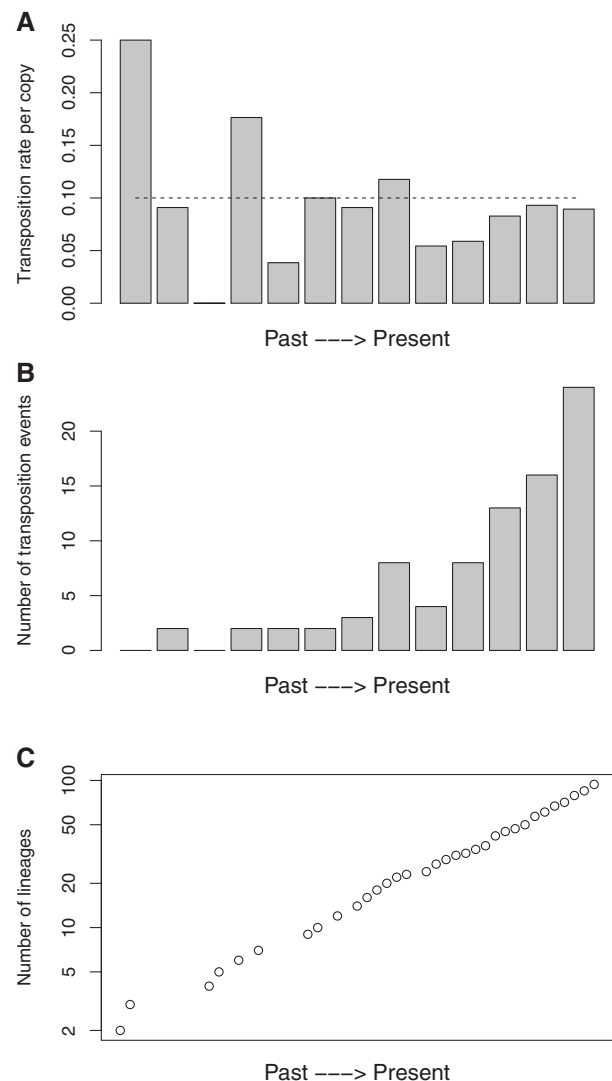 A
Transposition rate per copy
0.25
0.20
0.15
0.10
0.05
0.00
Past −−−> Present
B
Number of transposition events
20
15
10
5
0
Past −−−> Present
C
Number of lineages
100
50
20
10
5
2
Past −−−> Present